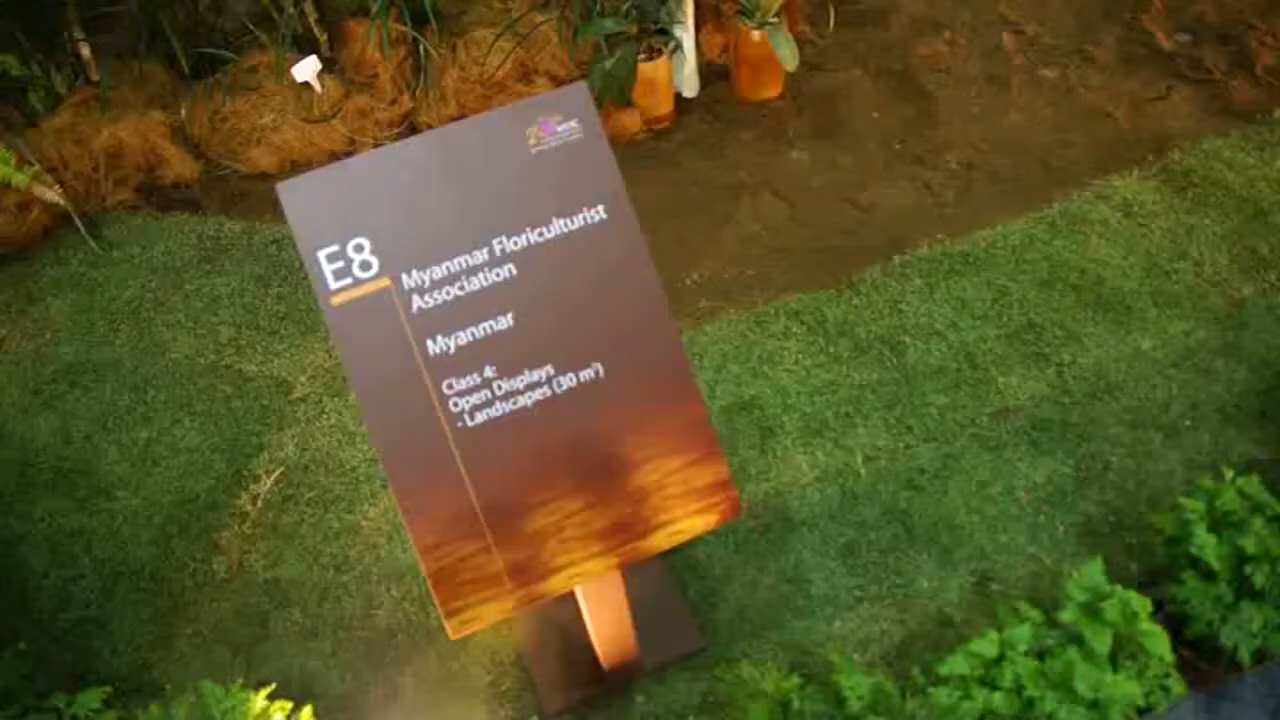 E8
Myanmar Floriculturist
Association
Myanmar
Class 4:
Open Displays
- Landscapes (30 m²)